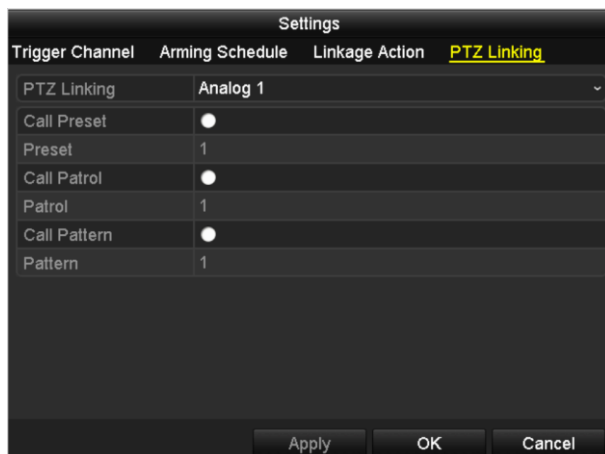 Settings
Trigger Channel Arming Schedule Linkage Action PTZ Linking
PTZ Linking Analog 1
Call Preset
Preset 1
Call Patrol
Patrol 1
Call Pattern
Pattern 1
Apply OK Cancel